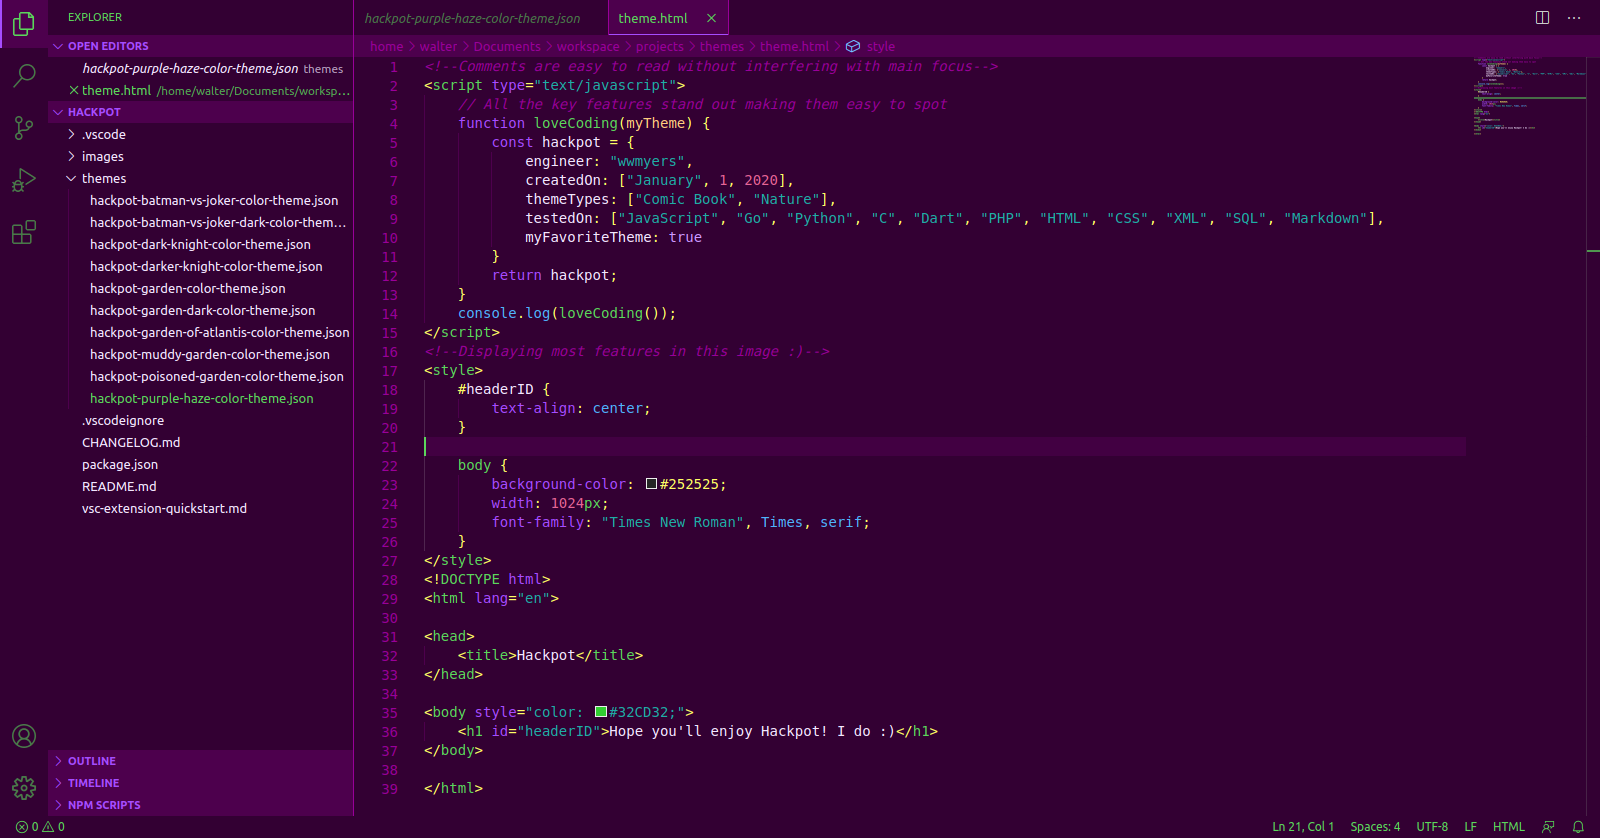 EXPLORER
OPEN EDITORS
hackpot-purple-haze-color-theme.json themes
theme.html /home/walter/Documents/worksp...
HACKPOT
.vscode
images
themes
hackpot-batman-vs-joker-color-theme.json
hackpot-batman-vs-joker-dark-color-them...
hackpot-dark-knight-color-theme.json
hackpot-darker-knight-color-theme.json
hackpot-garden-color-theme.json
hackpot-garden-dark-color-theme.json
hackpot-garden-of-atlantis-color-theme.json
hackpot-muddy-garden-color-theme.json
hackpot-poisoned-garden-color-theme.json
hackpot-purple-haze-color-theme.json
.vscodeignore
CHANGELOG.md
package.json
README.md
vsc-extension-quickstart.md
OUTLINE
TIMELINE
NPM SCRIPTS
hackpot-purple-haze-color-theme.json theme.html
home > walter > Documents > workspace > projects > themes > theme.html > style
1 <!--Comments are easy to read without interfering with main focus-->
2 <script type="text/javascript">
3 // All the key features stand out making them easy to spot
4 function loveCoding(myTheme) {
5 const hackpot = {
6 engineer: "wwmyers",
7 createdOn: ["January", 1, 2020],
8 themeTypes: ["Comic Book", "Nature"],
9 testedOn: ["JavaScript", "Go", "Python", "C", "Dart", "PHP", "HTML", "CSS", "XML", "SQL", "Markdown"],
10 myFavoriteTheme: true
11 }
12 return hackpot;
13 }
14 console.log(loveCoding());
15 </script>
16 <!--Displaying most features in this image :)-->
17 <style>
18 #headerID {
19 text-align: center;
20 }
21
22 body {
23 background-color: #252525;
24 width: 1024px;
25 font-family: "Times New Roman", Times, serif;
26 }
27 </style>
28 <!DOCTYPE html>
29 <html lang="en">
30
31 <head>
32 <title>Hackpot</title>
33 </head>
34
35 <body style="color: #32CD32;">
36 <h1 id="headerID">Hope you'll enjoy Hackpot! I do :)</h1>
37 </body>
38
39 </html>
0 0 Ln 21, Col 1 Spaces: 4 UTF-8 LF HTML